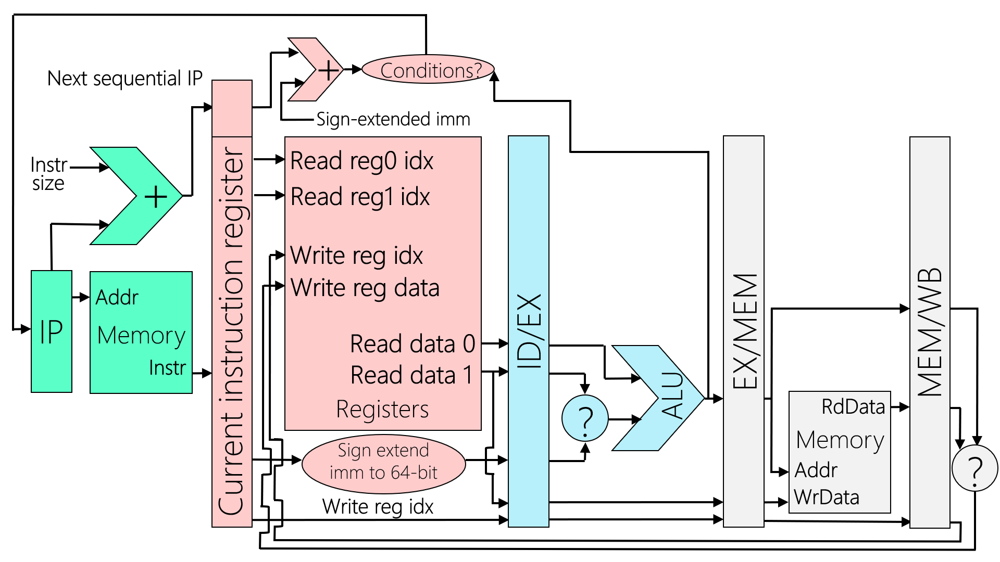 Conditions?
+
Next sequential IP
Sign-extended imm
Instr
size
+
Current instruction register
Read reg0 idx
Read reg1 idx
Write reg idx
Write reg data
Read data 0
Read data 1
Registers
IP
Addr
Memory
Instr
Sign extend
imm to 64-bit
Write reg idx
ID/EX
?
ALU
EX/MEM
RdData
Memory
Addr
WrData
MEM/WB
?